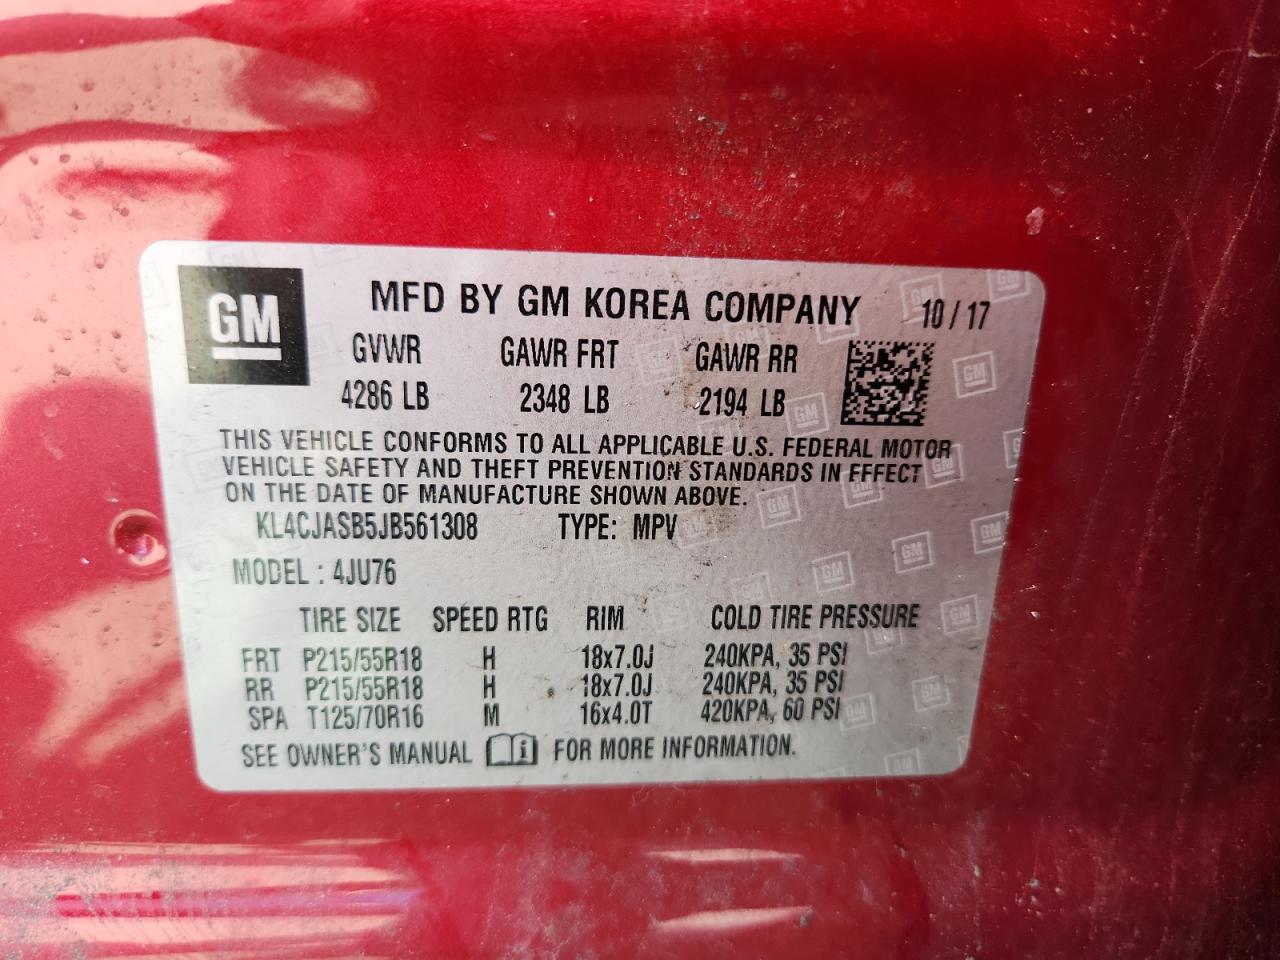 GM
MFD BY GM KOREA COMPANY 10 / 17
GVWR GAWR FRT GAWR RR
4286 LB 2348 LB 2194 LB
THIS VEHICLE CONFORMS TO ALL APPLICABLE U.S. FEDERAL MOTOR
VEHICLE SAFETY AND THEFT PREVENTION STANDARDS IN EFFECT
ON THE DATE OF MANUFACTURE SHOWN ABOVE.
KL4CJASB5JB561308 TYPE: MPV
MODEL : 4JU76
TIRE SIZE SPEED RTG RIM COLD TIRE PRESSURE
FRT P215/55R18 H 18x7.0J 240KPA, 35 PSI
RR P215/55R18 H 18x7.0J 240KPA, 35 PSI
SPA T125/70R16 M 16x4.0T 420KPA, 60 PSI
SEE OWNER'S MANUAL i FOR MORE INFORMATION.